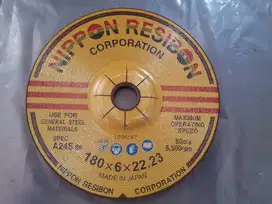 NIPPON RESIBON
CORPORATION
USE FOR
GENERAL STEEL
MATERIALS
SPEC
A24S BF
MAXIMUM
OPERATING
SPEED
80m/s
8,500rpm
180×6×22.23
MADE IN JAPAN
NIPPON RESIBON CORPORATION